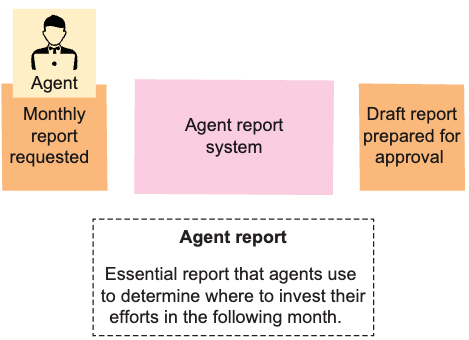 Agent
Monthly
report
requested
Agent report
system
Draft report
prepared for
approval
Agent report
Essential report that agents use
to determine where to invest their
efforts in the following month.